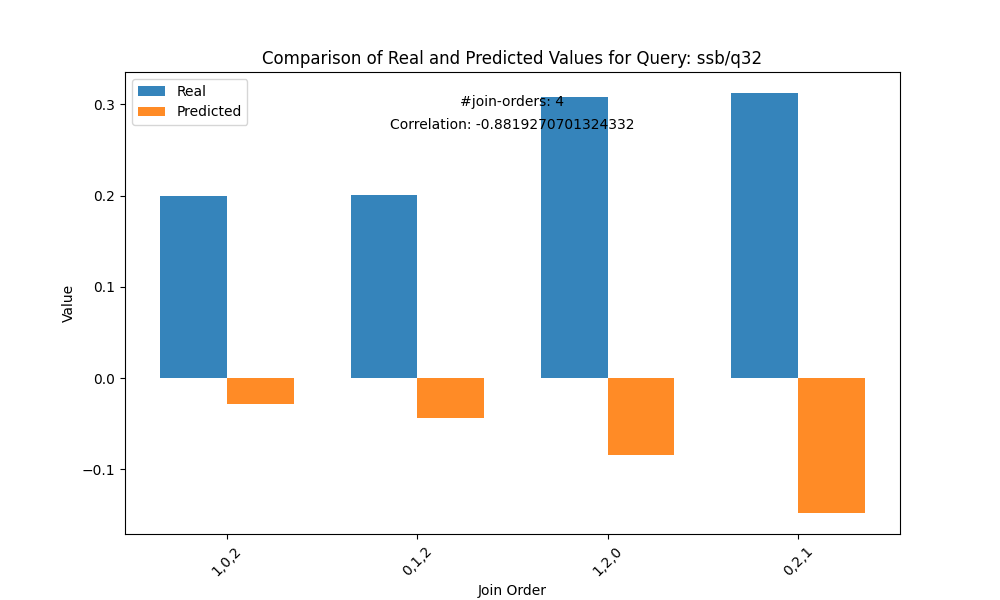 Comparison of Real and Predicted Values for Query: ssb/q32
Real
Predicted
#join-orders: 4
Correlation: -0.8819270701324332
0.3
0.2
0.1
0.0
−0.1
Value
1,0,2
0,1,2
1,2,0
0,2,1
Join Order